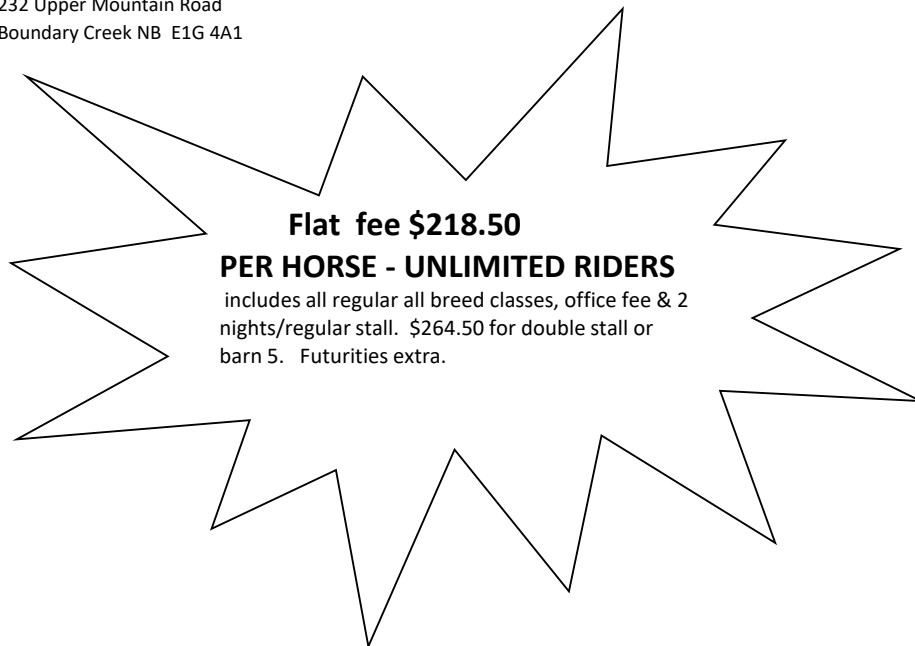 232 Upper Mountain Road
Boundary Creek NB  E1G 4A1
Flat  fee $218.50
PER HORSE - UNLIMITED RIDERS
includes all regular all breed classes, office fee & 2
nights/regular stall.  $264.50 for double stall or
barn 5.   Futurities extra.